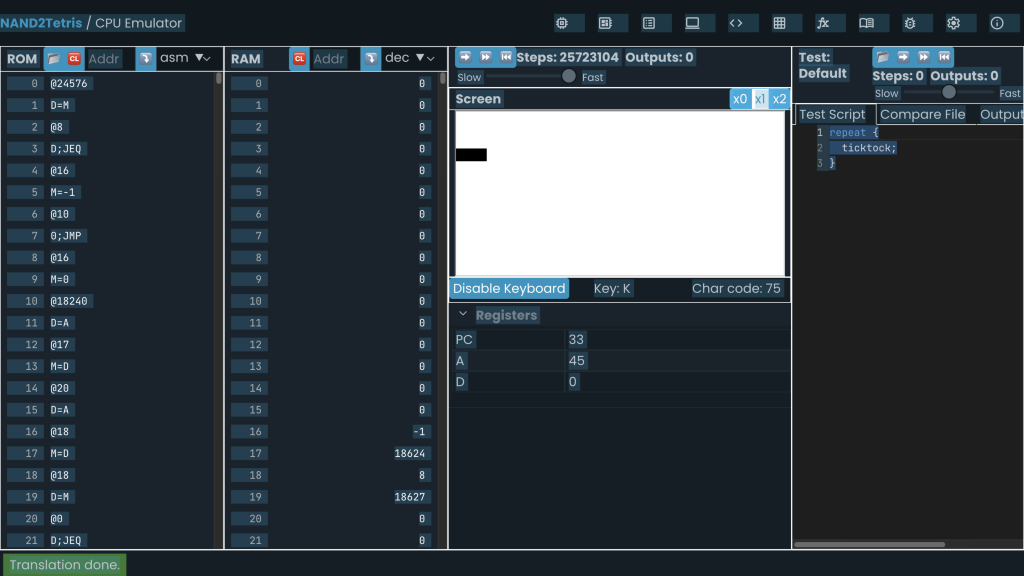 NAND2Tetris / CPU Emulator
ROM CL Addr asm
0 @24576
1 D=M
2 @8
3 D;JEQ
4 @16
5 M=-1
6 @10
7 0;JMP
8 @16
9 M=0
10 @18240
11 D=A
12 @17
13 M=D
14 @20
15 D=A
16 @18
17 M=D
18 @18
19 D=M
20 @0
21 D;JEQ
RAM CL Addr dec
0 0
1 0
2 0
3 0
4 0
5 0
6 0
7 0
8 0
9 0
10 0
11 0
12 0
13 0
14 0
15 0
16 -1
17 18624
18 8
19 18627
20 0
21 0
Steps: 25723104 Outputs: 0
Slow Fast
Screen x0 x1 x2
Disable Keyboard Key: K Char code: 75
Registers
PC 33
A 45
D 0
Test:
Default
Steps: 0 Outputs: 0
Slow Fast
Test Script Compare File Output
1 repeat {
2 ticktock;
3 }
Translation done.